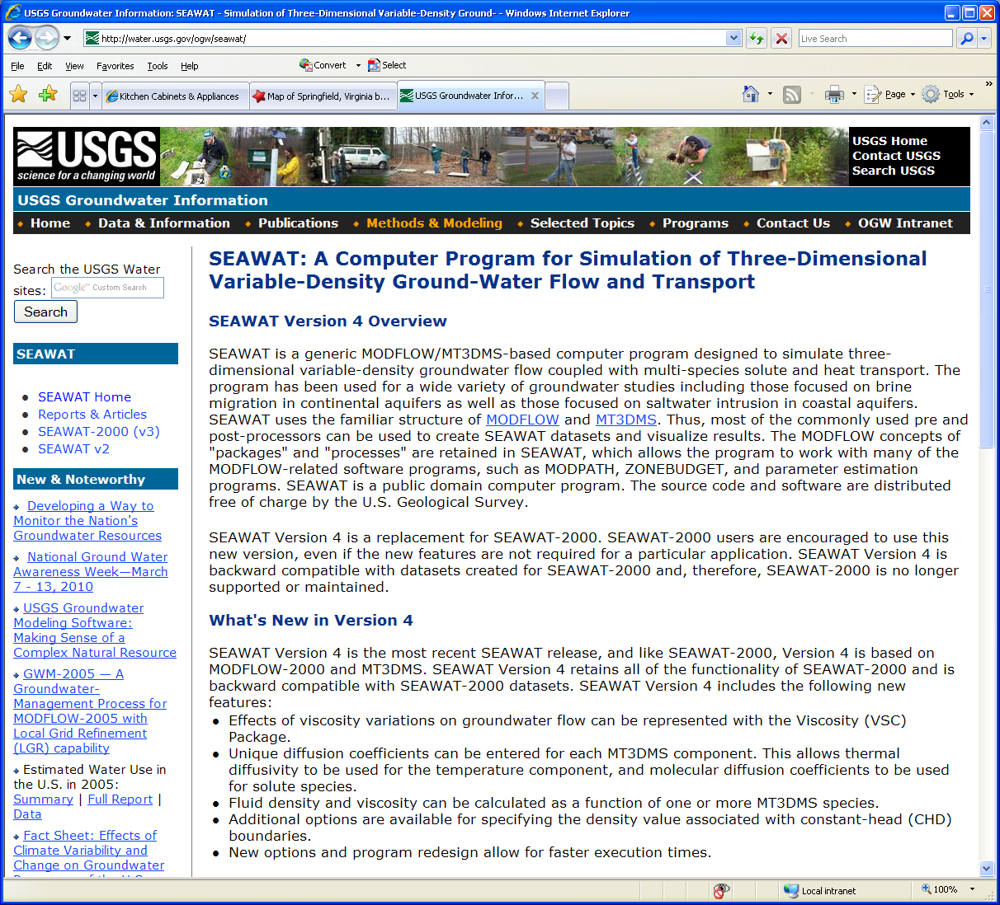 USGS Groundwater Information: SEAWAT - Simulation of Three-Dimensional Variable-Density Ground- - Windows Internet Explorer
http://water.usgs.gov/ogw/seawat/
Live Search
File Edit View Favorites Tools Help Convert Select
Kitchen Cabinets & Appliances
Map of Springfield, Virginia b...
USGS Groundwater Infor...
Page Tools
USGS
science for a changing world
USGS Home
Contact USGS
Search USGS
USGS Groundwater Information
Home Data & Information Publications Methods & Modeling Selected Topics Programs Contact Us OGW Intranet
Search the USGS Water
sites: Google™ Custom Search
Search
SEAWAT
SEAWAT Home
Reports & Articles
SEAWAT-2000 (v3)
SEAWAT v2
New & Noteworthy
Developing a Way to
Monitor the Nation's
Groundwater Resources
National Ground Water
Awareness Week—March
7 - 13, 2010
USGS Groundwater
Modeling Software:
Making Sense of a
Complex Natural Resource
GWM-2005 — A
Groundwater-
Management Process for
MODFLOW-2005 with
Local Grid Refinement
(LGR) capability
Estimated Water Use in
the U.S. in 2005:
Summary | Full Report |
Data
Fact Sheet: Effects of
Climate Variability and
Change on Groundwater
SEAWAT: A Computer Program for Simulation of Three-Dimensional
Variable-Density Ground-Water Flow and Transport
SEAWAT Version 4 Overview
SEAWAT is a generic MODFLOW/MT3DMS-based computer program designed to simulate three-
dimensional variable-density groundwater flow coupled with multi-species solute and heat transport. The
program has been used for a wide variety of groundwater studies including those focused on brine
migration in continental aquifers as well as those focused on saltwater intrusion in coastal aquifers.
SEAWAT uses the familiar structure of MODFLOW and MT3DMS. Thus, most of the commonly used pre and
post-processors can be used to create SEAWAT datasets and visualize results. The MODFLOW concepts of
"packages" and "processes" are retained in SEAWAT, which allows the program to work with many of the
MODFLOW-related software programs, such as MODPATH, ZONEBUDGET, and parameter estimation
programs. SEAWAT is a public domain computer program. The source code and software are distributed
free of charge by the U.S. Geological Survey.
SEAWAT Version 4 is a replacement for SEAWAT-2000. SEAWAT-2000 users are encouraged to use this
new version, even if the new features are not required for a particular application. SEAWAT Version 4 is
backward compatible with datasets created for SEAWAT-2000 and, therefore, SEAWAT-2000 is no longer
supported or maintained.
What's New in Version 4
SEAWAT Version 4 is the most recent SEAWAT release, and like SEAWAT-2000, Version 4 is based on
MODFLOW-2000 and MT3DMS. SEAWAT Version 4 retains all of the functionality of SEAWAT-2000 and is
backward compatible with SEAWAT-2000 datasets. SEAWAT Version 4 includes the following new
features:
Effects of viscosity variations on groundwater flow can be represented with the Viscosity (VSC)
Package.
Unique diffusion coefficients can be entered for each MT3DMS component. This allows thermal
diffusivity to be used for the temperature component, and molecular diffusion coefficients to be used
for solute species.
Fluid density and viscosity can be calculated as a function of one or more MT3DMS species.
Additional options are available for specifying the density value associated with constant-head (CHD)
boundaries.
New options and program redesign allow for faster execution times.
Local intranet
100%